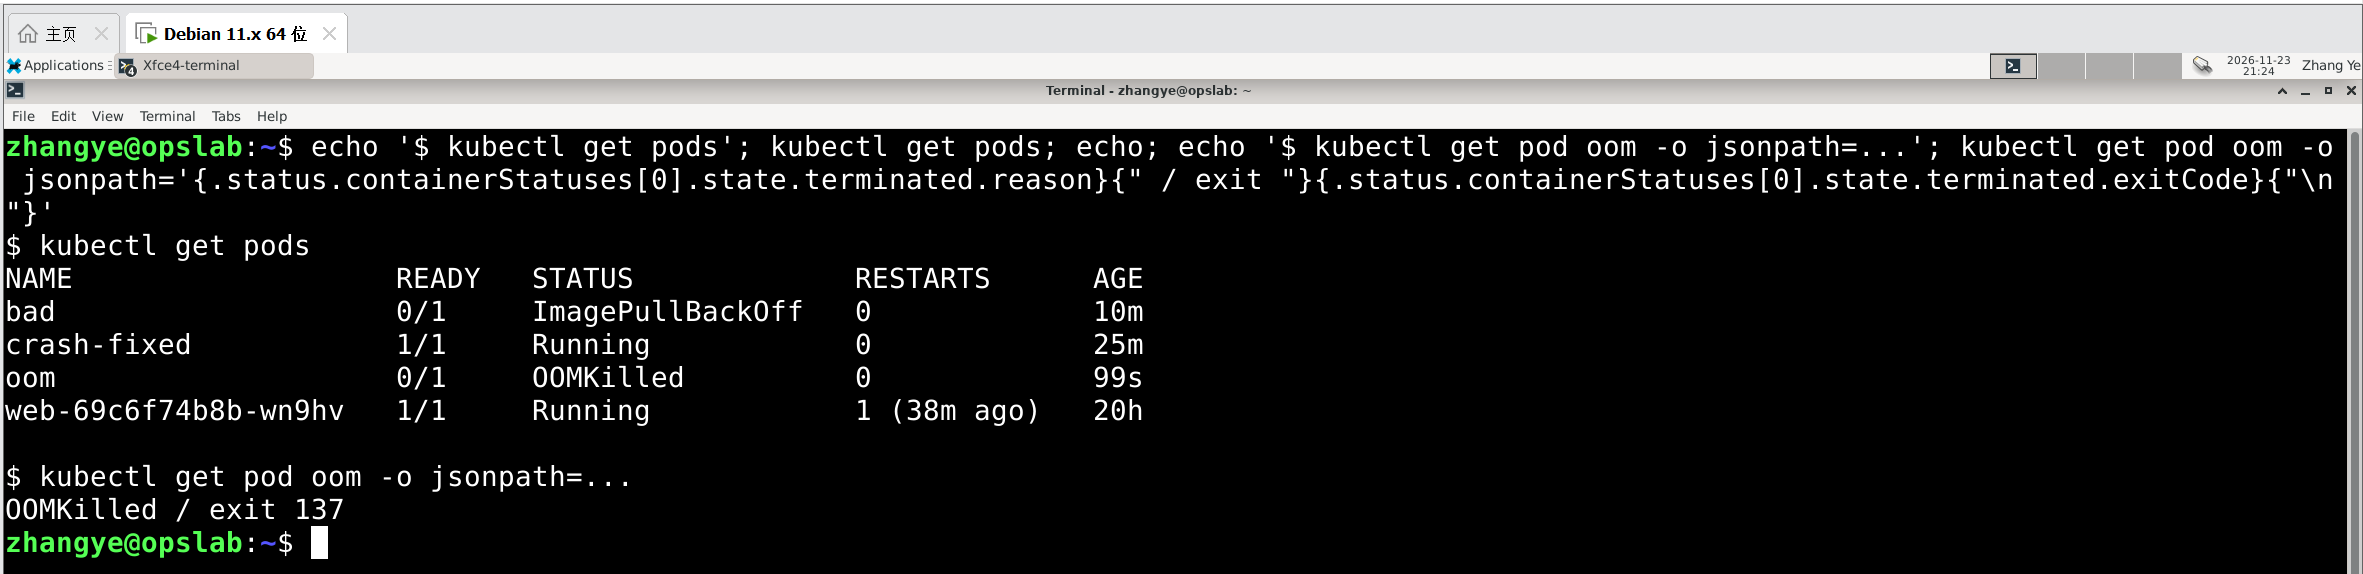 主页
Debian 11.x 64 位
Applications
Xfce4-terminal
2026-11-23
21:24
Zhang Ye
Terminal - zhangye@opslab: ~
File Edit View Terminal Tabs Help
zhangye@opslab:~$ echo '$ kubectl get pods'; kubectl get pods; echo; echo '$ kubectl get pod oom -o jsonpath=...'; kubectl get pod oom -o
 jsonpath='{.status.containerStatuses[0].state.terminated.reason}{" / exit "}{.status.containerStatuses[0].state.terminated.exitCode}{"\n
"}'
$ kubectl get pods
NAME                   READY   STATUS             RESTARTS      AGE
bad                    0/1     ImagePullBackOff   0             10m
crash-fixed            1/1     Running            0             25m
oom                    0/1     OOMKilled          0             99s
web-69c6f74b8b-wn9hv   1/1     Running            1 (38m ago)   20h

$ kubectl get pod oom -o jsonpath=...
OOMKilled / exit 137
zhangye@opslab:~$